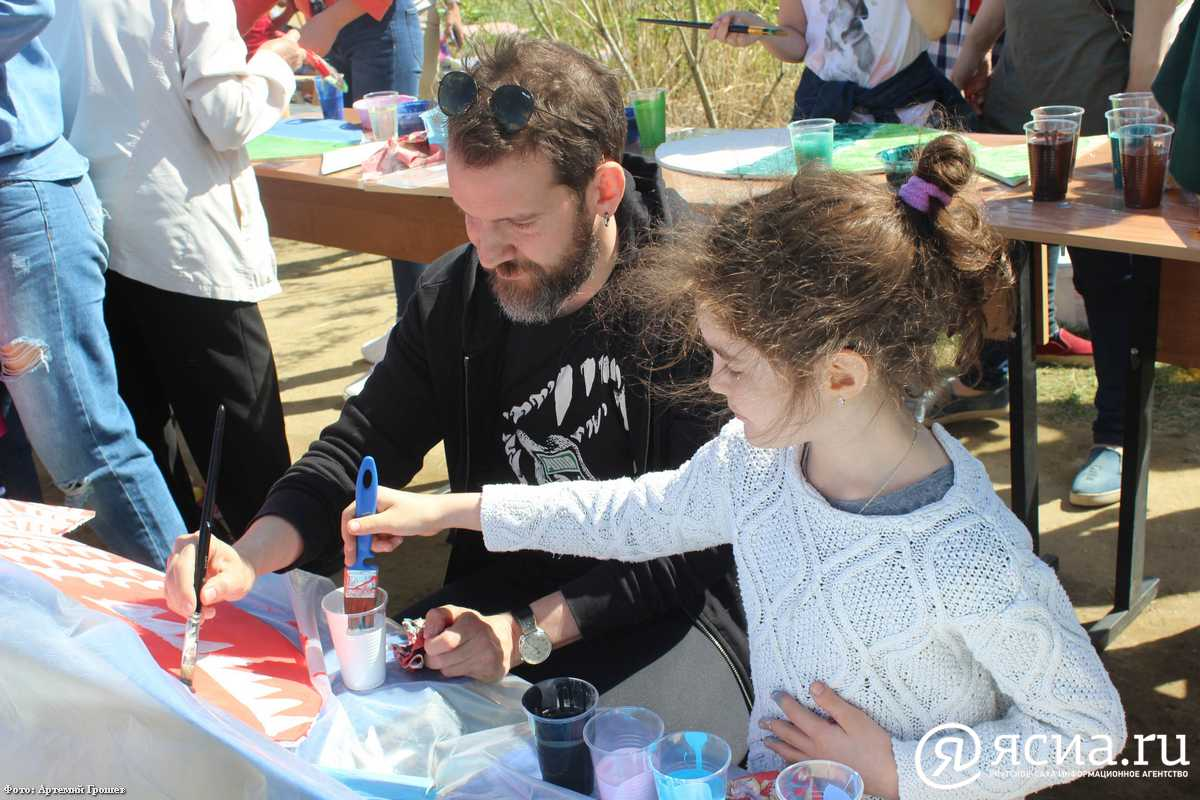 ЯСИА.ru
ЯКУТСКОЕ-САХА ИНФОРМАЦИОННОЕ АГЕНТСТВО
Фото: Артемий Грошев